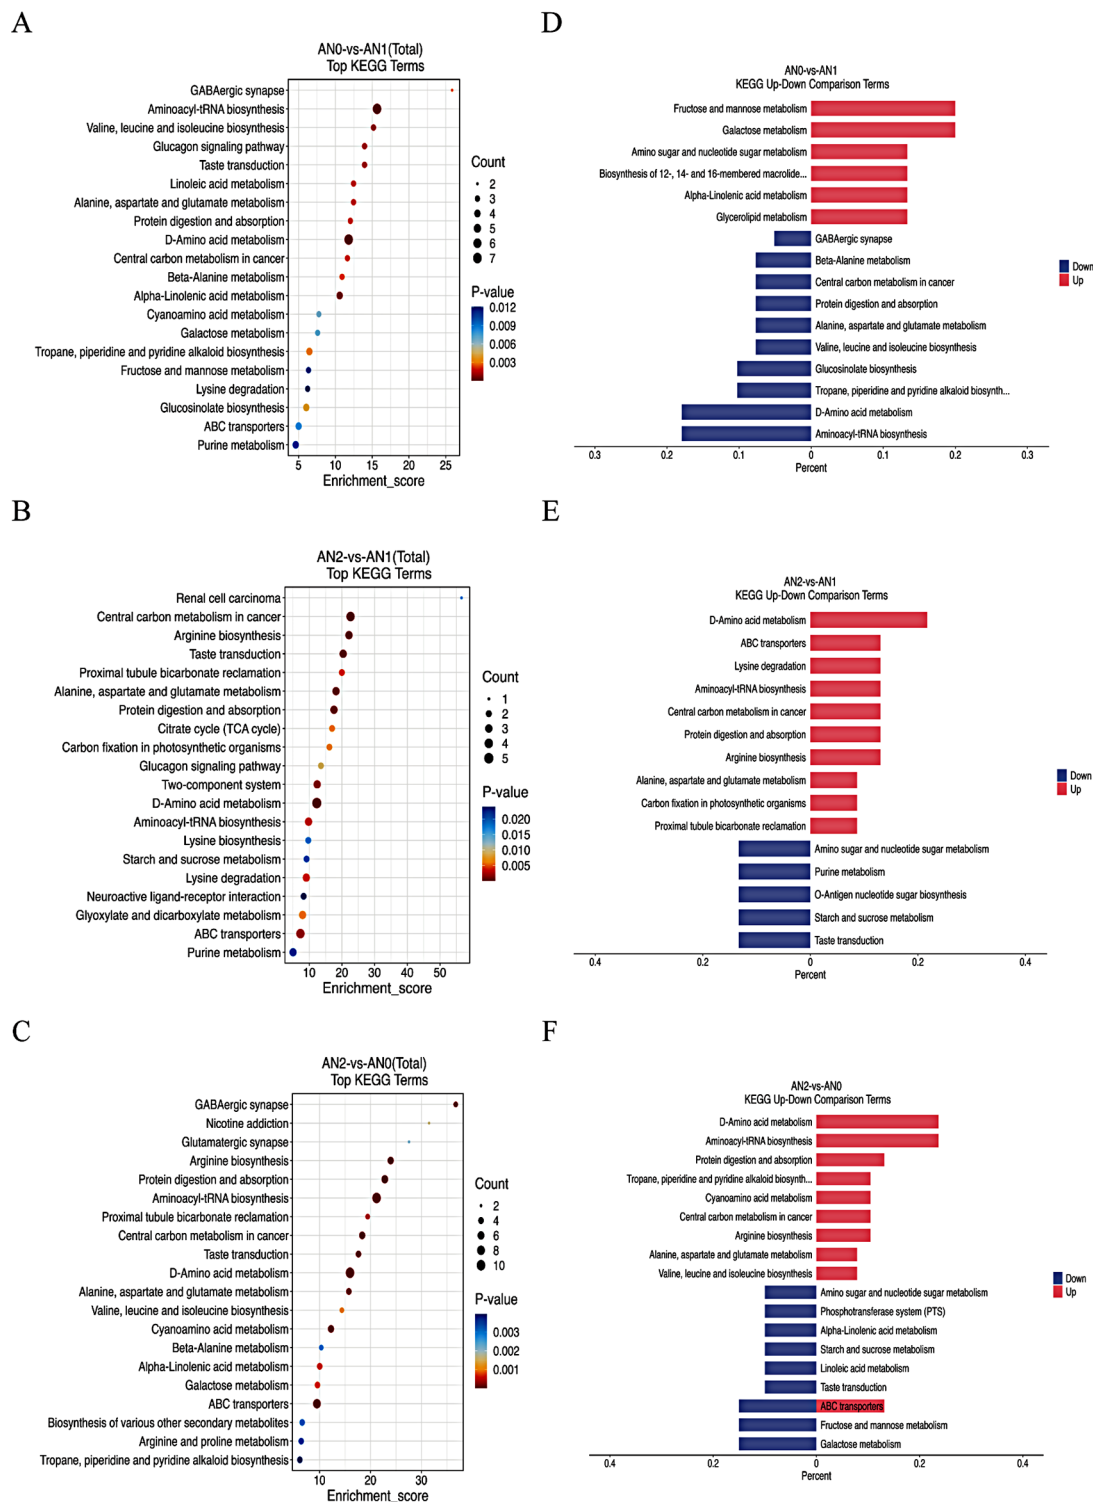 A
AN0-vs-AN1(Total)
Top KEGG Terms
GABAergic synapse
Aminoacyl-tRNA biosynthesis
Valine, leucine and isoleucine biosynthesis
Glucagon signaling pathway
Taste transduction
Linoleic acid metabolism
Alanine, aspartate and glutamate metabolism
Protein digestion and absorption
D-Amino acid metabolism
Central carbon metabolism in cancer
Beta-Alanine metabolism
Alpha-Linolenic acid metabolism
Cyanoamino acid metabolism
Galactose metabolism
Tropane, piperidine and pyridine alkaloid biosynthesis
Fructose and mannose metabolism
Lysine degradation
Glucosinolate biosynthesis
ABC transporters
Purine metabolism
5 10 15 20 25
Enrichment_score
Count
2
3
4
5
6
7
P-value
0.012
0.009
0.006
0.003
D
AN0-vs-AN1
KEGG Up-Down Comparison Terms
Fructose and mannose metabolism
Galactose metabolism
Amino sugar and nucleotide sugar metabolism
Biosynthesis of 12-, 14- and 16-membered macrolide...
Alpha-Linolenic acid metabolism
Glycerolipid metabolism
GABAergic synapse
Beta-Alanine metabolism
Central carbon metabolism in cancer
Protein digestion and absorption
Alanine, aspartate and glutamate metabolism
Valine, leucine and isoleucine biosynthesis
Glucosinolate biosynthesis
Tropane, piperidine and pyridine alkaloid biosynth...
D-Amino acid metabolism
Aminoacyl-tRNA biosynthesis
0.3 0.2 0.1 0 0.1 0.2 0.3
Percent
Down
Up
B
AN2-vs-AN1(Total)
Top KEGG Terms
Renal cell carcinoma
Central carbon metabolism in cancer
Arginine biosynthesis
Taste transduction
Proximal tubule bicarbonate reclamation
Alanine, aspartate and glutamate metabolism
Protein digestion and absorption
Citrate cycle (TCA cycle)
Carbon fixation in photosynthetic organisms
Glucagon signaling pathway
Two-component system
D-Amino acid metabolism
Aminoacyl-tRNA biosynthesis
Lysine biosynthesis
Starch and sucrose metabolism
Lysine degradation
Neuroactive ligand-receptor interaction
Glyoxylate and dicarboxylate metabolism
ABC transporters
Purine metabolism
10 20 30 40 50
Enrichment_score
Count
1
2
3
4
5
P-value
0.020
0.015
0.010
0.005
E
AN2-vs-AN1
KEGG Up-Down Comparison Terms
D-Amino acid metabolism
ABC transporters
Lysine degradation
Aminoacyl-tRNA biosynthesis
Central carbon metabolism in cancer
Protein digestion and absorption
Arginine biosynthesis
Alanine, aspartate and glutamate metabolism
Carbon fixation in photosynthetic organisms
Proximal tubule bicarbonate reclamation
Amino sugar and nucleotide sugar metabolism
Purine metabolism
O-Antigen nucleotide sugar biosynthesis
Starch and sucrose metabolism
Taste transduction
0.4 0.2 0 0.2 0.4
Percent
Down
Up
C
AN2-vs-AN0(Total)
Top KEGG Terms
GABAergic synapse
Nicotine addiction
Glutamatergic synapse
Arginine biosynthesis
Protein digestion and absorption
Aminoacyl-tRNA biosynthesis
Proximal tubule bicarbonate reclamation
Central carbon metabolism in cancer
Taste transduction
D-Amino acid metabolism
Alanine, aspartate and glutamate metabolism
Valine, leucine and isoleucine biosynthesis
Cyanoamino acid metabolism
Beta-Alanine metabolism
Alpha-Linolenic acid metabolism
Galactose metabolism
ABC transporters
Biosynthesis of various other secondary metabolites
Arginine and proline metabolism
Tropane, piperidine and pyridine alkaloid biosynthesis
10 20 30
Enrichment_score
Count
2
4
6
8
10
P-value
0.003
0.002
0.001
F
AN2-vs-AN0
KEGG Up-Down Comparison Terms
D-Amino acid metabolism
Aminoacyl-tRNA biosynthesis
Protein digestion and absorption
Tropane, piperidine and pyridine alkaloid biosynth...
Cyanoamino acid metabolism
Central carbon metabolism in cancer
Arginine biosynthesis
Alanine, aspartate and glutamate metabolism
Valine, leucine and isoleucine biosynthesis
Amino sugar and nucleotide sugar metabolism
Phosphotransferase system (PTS)
Alpha-Linolenic acid metabolism
Starch and sucrose metabolism
Linoleic acid metabolism
Taste transduction
ABC transporters
Fructose and mannose metabolism
Galactose metabolism
0.4 0.2 0 0.2 0.4
Percent
Down
Up